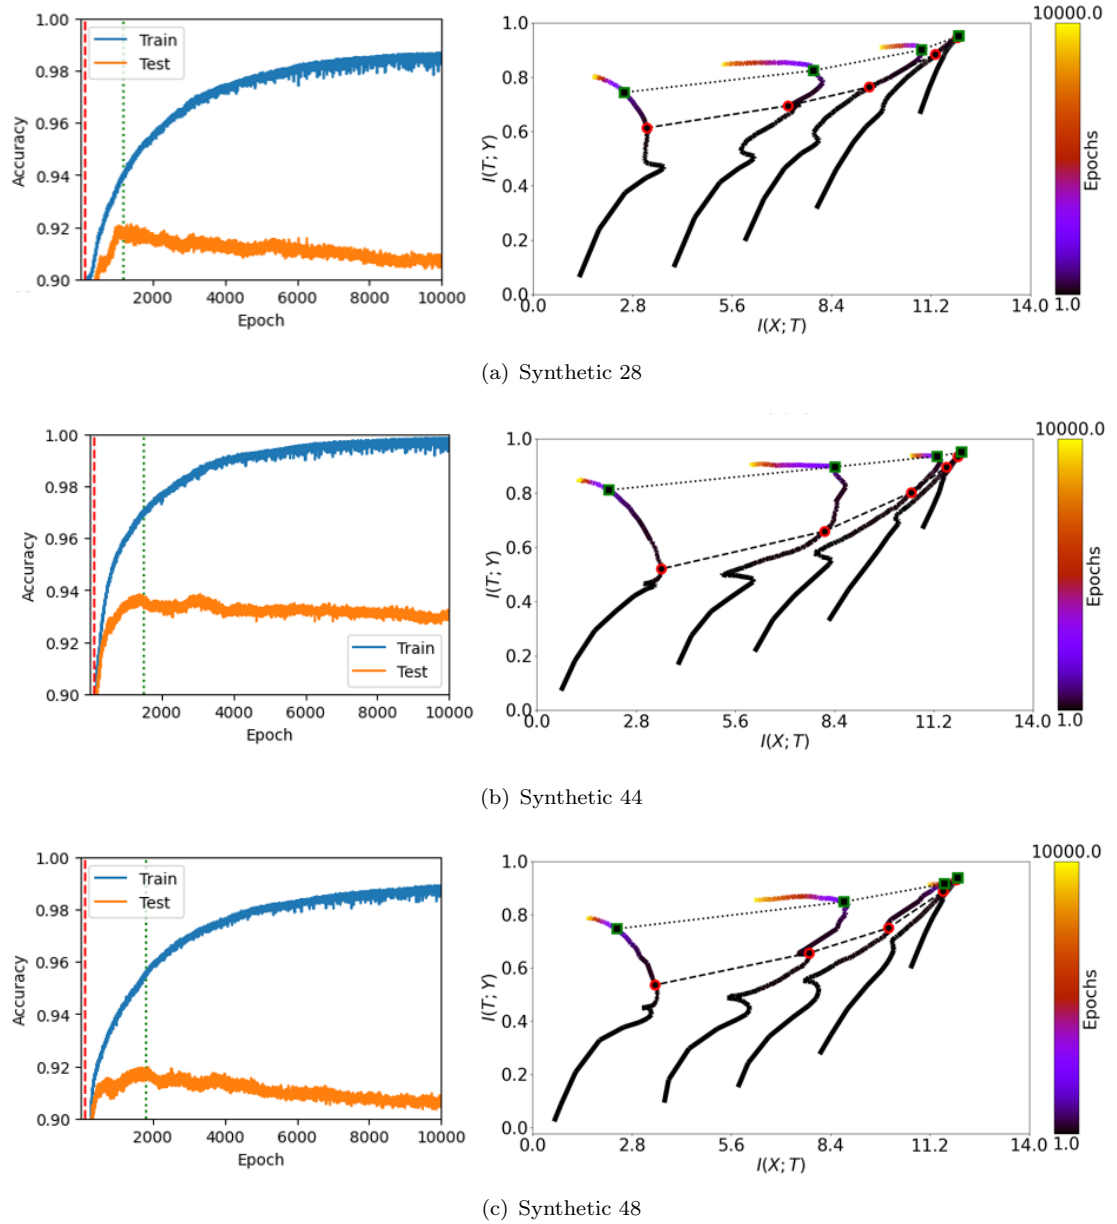 1.00
0.98
0.96
0.94
0.92
0.90
Accuracy
Train
Test
2000 4000 6000 8000 10000
Epoch
1.0
0.8
0.6
0.4
0.2
0.0
I(T; Y)
0.0 2.8 5.6 8.4 11.2 14.0
I(X; T)
10000.0
Epochs
1.0
(a) Synthetic 28
1.00
0.98
0.96
0.94
0.92
0.90
Accuracy
Train
Test
2000 4000 6000 8000 10000
Epoch
1.0
0.8
0.6
0.4
0.2
0.0
I(T; Y)
0.0 2.8 5.6 8.4 11.2 14.0
I(X; T)
10000.0
Epochs
1.0
(b) Synthetic 44
1.00
0.98
0.96
0.94
0.92
0.90
Accuracy
Train
Test
2000 4000 6000 8000 10000
Epoch
1.0
0.8
0.6
0.4
0.2
0.0
I(T; Y)
0.0 2.8 5.6 8.4 11.2 14.0
I(X; T)
10000.0
Epochs
1.0
(c) Synthetic 48